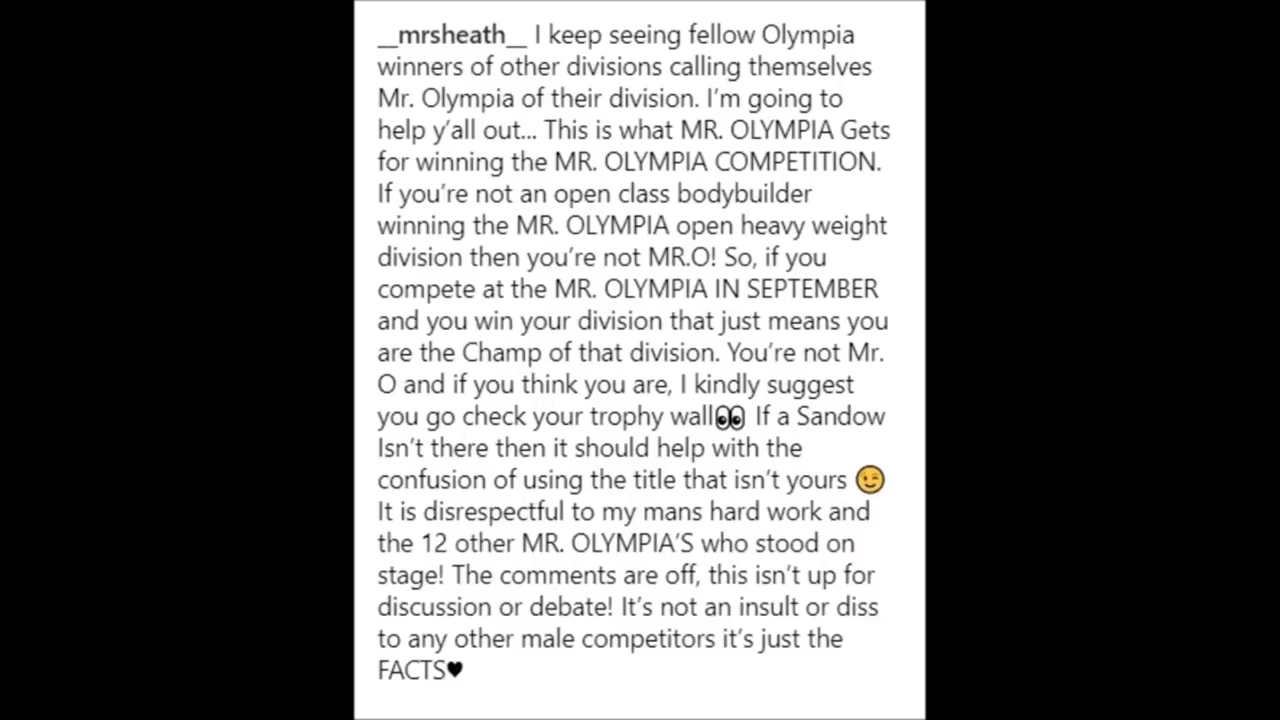 __mrsheath__ I keep seeing fellow Olympia
winners of other divisions calling themselves
Mr. Olympia of their division. I'm going to
help y'all out... This is what MR. OLYMPIA Gets
for winning the MR. OLYMPIA COMPETITION.
If you're not an open class bodybuilder
winning the MR. OLYMPIA open heavy weight
division then you're not MR.O! So, if you
compete at the MR. OLYMPIA IN SEPTEMBER
and you win your division that just means you
are the Champ of that division. You're not Mr.
O and if you think you are, I kindly suggest
you go check your trophy wall👀 If a Sandow
Isn't there then it should help with the
confusion of using the title that isn't yours 😉
It is disrespectful to my mans hard work and
the 12 other MR. OLYMPIA'S who stood on
stage! The comments are off, this isn't up for
discussion or debate! It's not an insult or diss
to any other male competitors it's just the
FACTS♥